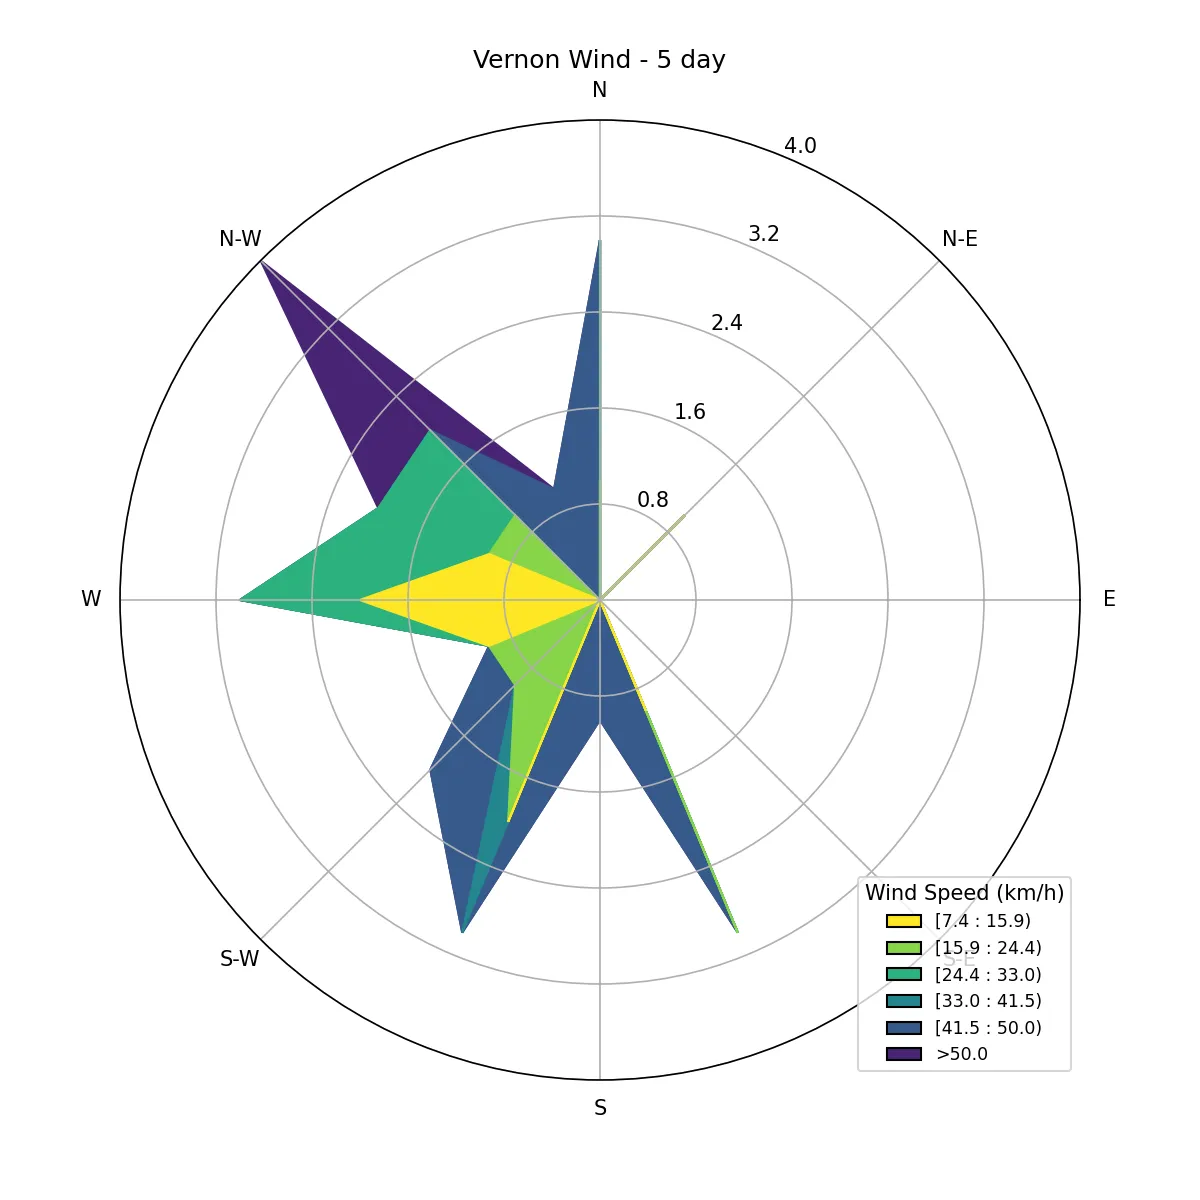 Vernon Wind - 5 day
N
4.0
3.2
N-W
N-E
2.4
1.6
0.8
W
E
S-W
S-E
Wind Speed (km/h)
[7.4 : 15.9)
[15.9 : 24.4)
[24.4 : 33.0)
[33.0 : 41.5)
[41.5 : 50.0)
>50.0
S